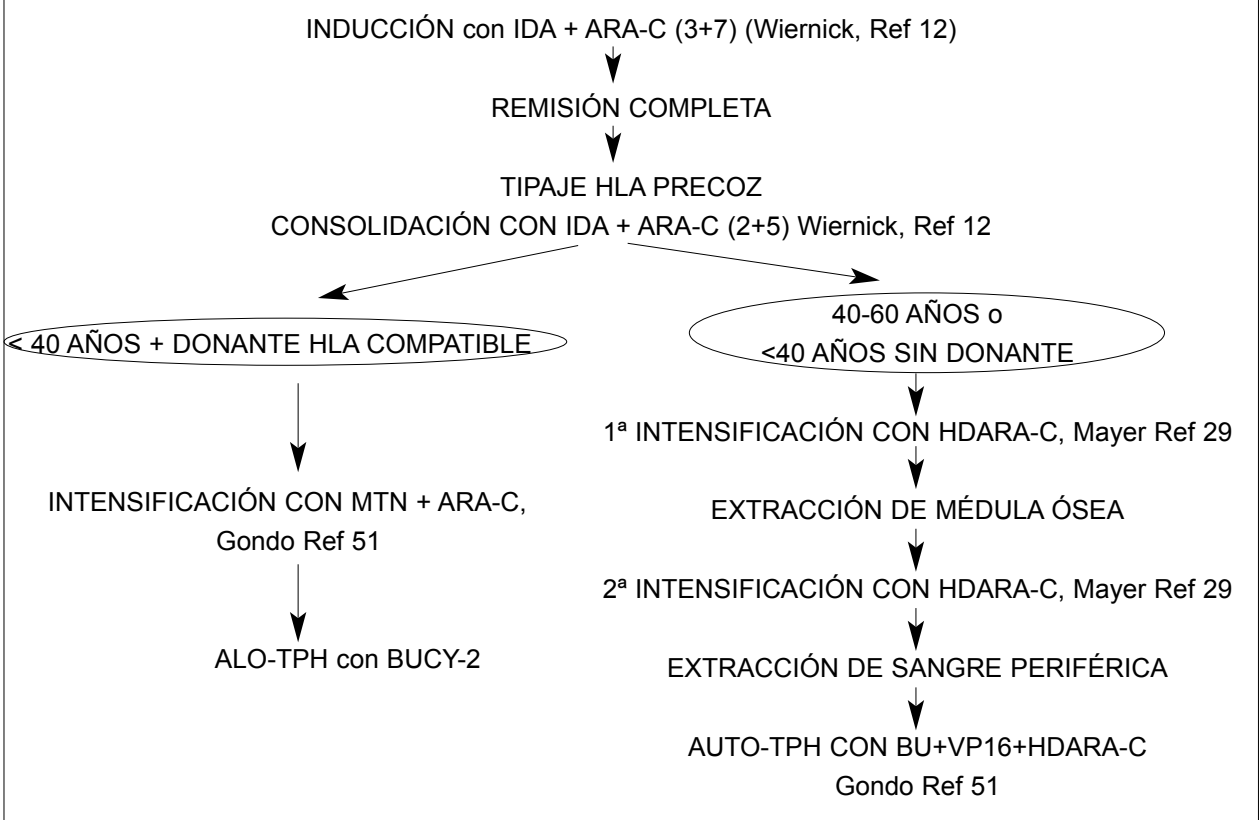 INDUCCIÓN con IDA + ARA-C (3+7) (Wiernick, Ref 12)
REMISIÓN COMPLETA
TIPAJE HLA PRECOZ
CONSOLIDACIÓN CON IDA + ARA-C (2+5) Wiernick, Ref 12
< 40 AÑOS + DONANTE HLA COMPATIBLE
INTENSIFICACIÓN CON MTN + ARA-C,
Gondo Ref 51
ALO-TPH con BUCY-2
40-60 AÑOS o
<40 AÑOS SIN DONANTE
1ª INTENSIFICACIÓN CON HDARA-C, Mayer Ref 29
EXTRACCIÓN DE MÉDULA ÓSEA
2ª INTENSIFICACIÓN CON HDARA-C, Mayer Ref 29
EXTRACCIÓN DE SANGRE PERIFÉRICA
AUTO-TPH CON BU+VP16+HDARA-C
Gondo Ref 51